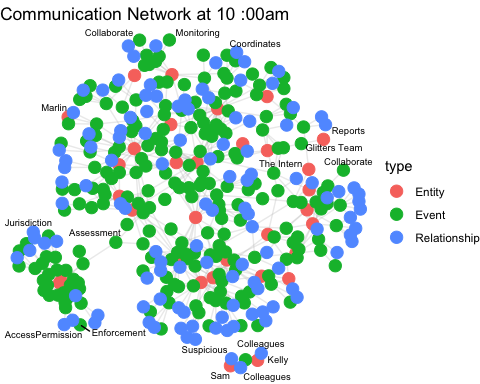 Communication Network at 10 :00am
Collaborate
Monitoring
Coordinates
Marlin
Reports
Glitters Team
The Intern
Collaborate
type
Entity
Event
Relationship
Jurisdiction
Assessment
AccessPermission
Enforcement
Suspicious
Colleagues
Kelly
Sam
Colleagues